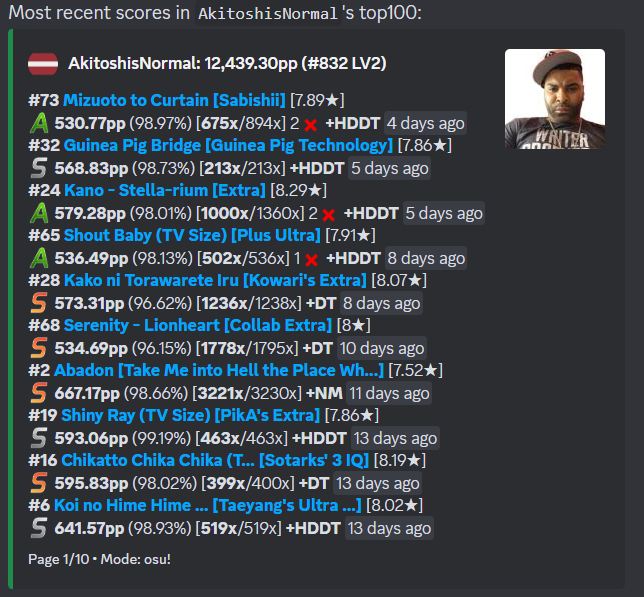 Most recent scores in AkitoshisNormal's top100:
AkitoshisNormal: 12,439.30pp (#832 LV2)
#73 Mizuoto to Curtain [Sabishii] [7.89★]
A 530.77pp (98.97%) [675x/894x] 2 ❌ +HDDT 4 days ago
#32 Guinea Pig Bridge [Guinea Pig Technology] [7.86★]
S 568.83pp (98.73%) [213x/213x] +HDDT 5 days ago
#24 Kano - Stella-rium [Extra] [8.29★]
A 579.28pp (98.01%) [1000x/1360x] 2 ❌ +HDDT 5 days ago
#65 Shout Baby (TV Size) [Plus Ultra] [7.91★]
A 536.49pp (98.13%) [502x/536x] 1 ❌ +HDDT 8 days ago
#28 Kako ni Torawarete Iru [Kowari's Extra] [8.07★]
S 573.31pp (96.62%) [1236x/1238x] +DT 8 days ago
#68 Serenity - Lionheart [Collab Extra] [8★]
S 534.69pp (96.15%) [1778x/1795x] +DT 10 days ago
#2 Abadon [Take Me into Hell the Place Wh...] [7.52★]
S 667.17pp (98.66%) [3221x/3230x] +NM 11 days ago
#19 Shiny Ray (TV Size) [PikA's Extra] [7.86★]
S 593.06pp (99.19%) [463x/463x] +HDDT 13 days ago
#16 Chikatto Chika Chika (T... [Sotarks' 3 IQ] [8.19★]
S 595.83pp (98.02%) [399x/400x] +DT 13 days ago
#6 Koi no Hime Hime ... [Taeyang's Ultra ...] [8.02★]
S 641.57pp (98.93%) [519x/519x] +HDDT 13 days ago
Page 1/10 • Mode: osu!